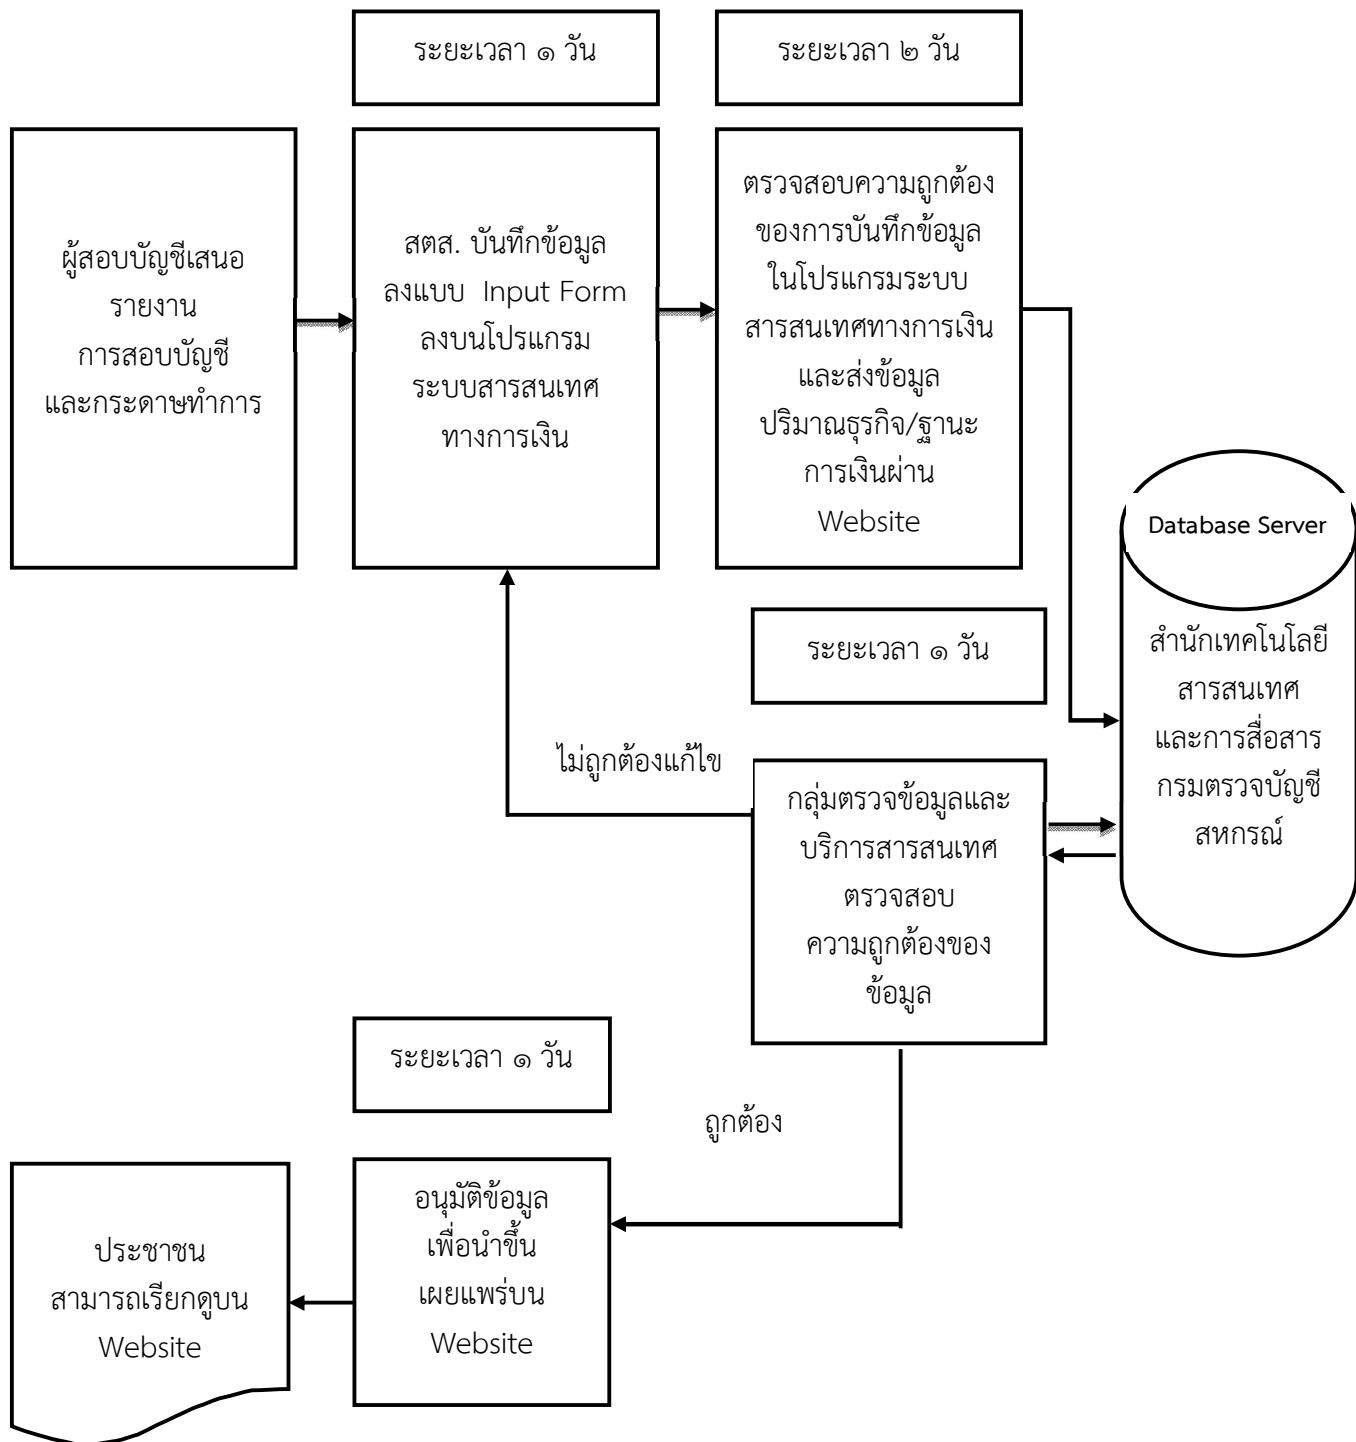 ระยะเวลา ๑ วัน
ระยะเวลา ๒ วัน
ผู้สอบบัญชีเสนอ
รายงาน
การสอบบัญชี
และกระดาษทำการ
สตส. บันทึกข้อมูล
ลงแบบ Input Form
ลงบนโปรแกรม
ระบบสารสนเทศ
ทางการเงิน
ตรวจสอบความถูกต้อง
ของการบันทึกข้อมูล
ในโปรแกรมระบบ
สารสนเทศทางการเงิน
และส่งข้อมูล
ปริมาณธุรกิจ/ฐานะ
การเงินผ่าน
Website
Database Server
สำนักเทคโนโลยี
สารสนเทศ
และการสื่อสาร
กรมตรวจบัญชี
สหกรณ์
ระยะเวลา ๑ วัน
ไม่ถูกต้องแก้ไข
กลุ่มตรวจข้อมูลและ
บริการสารสนเทศ
ตรวจสอบ
ความถูกต้องของ
ข้อมูล
ระยะเวลา ๑ วัน
ถูกต้อง
อนุมัติข้อมูล
เพื่อนำขึ้น
เผยแพร่บน
Website
ประชาชน
สามารถเรียกดูบน
Website